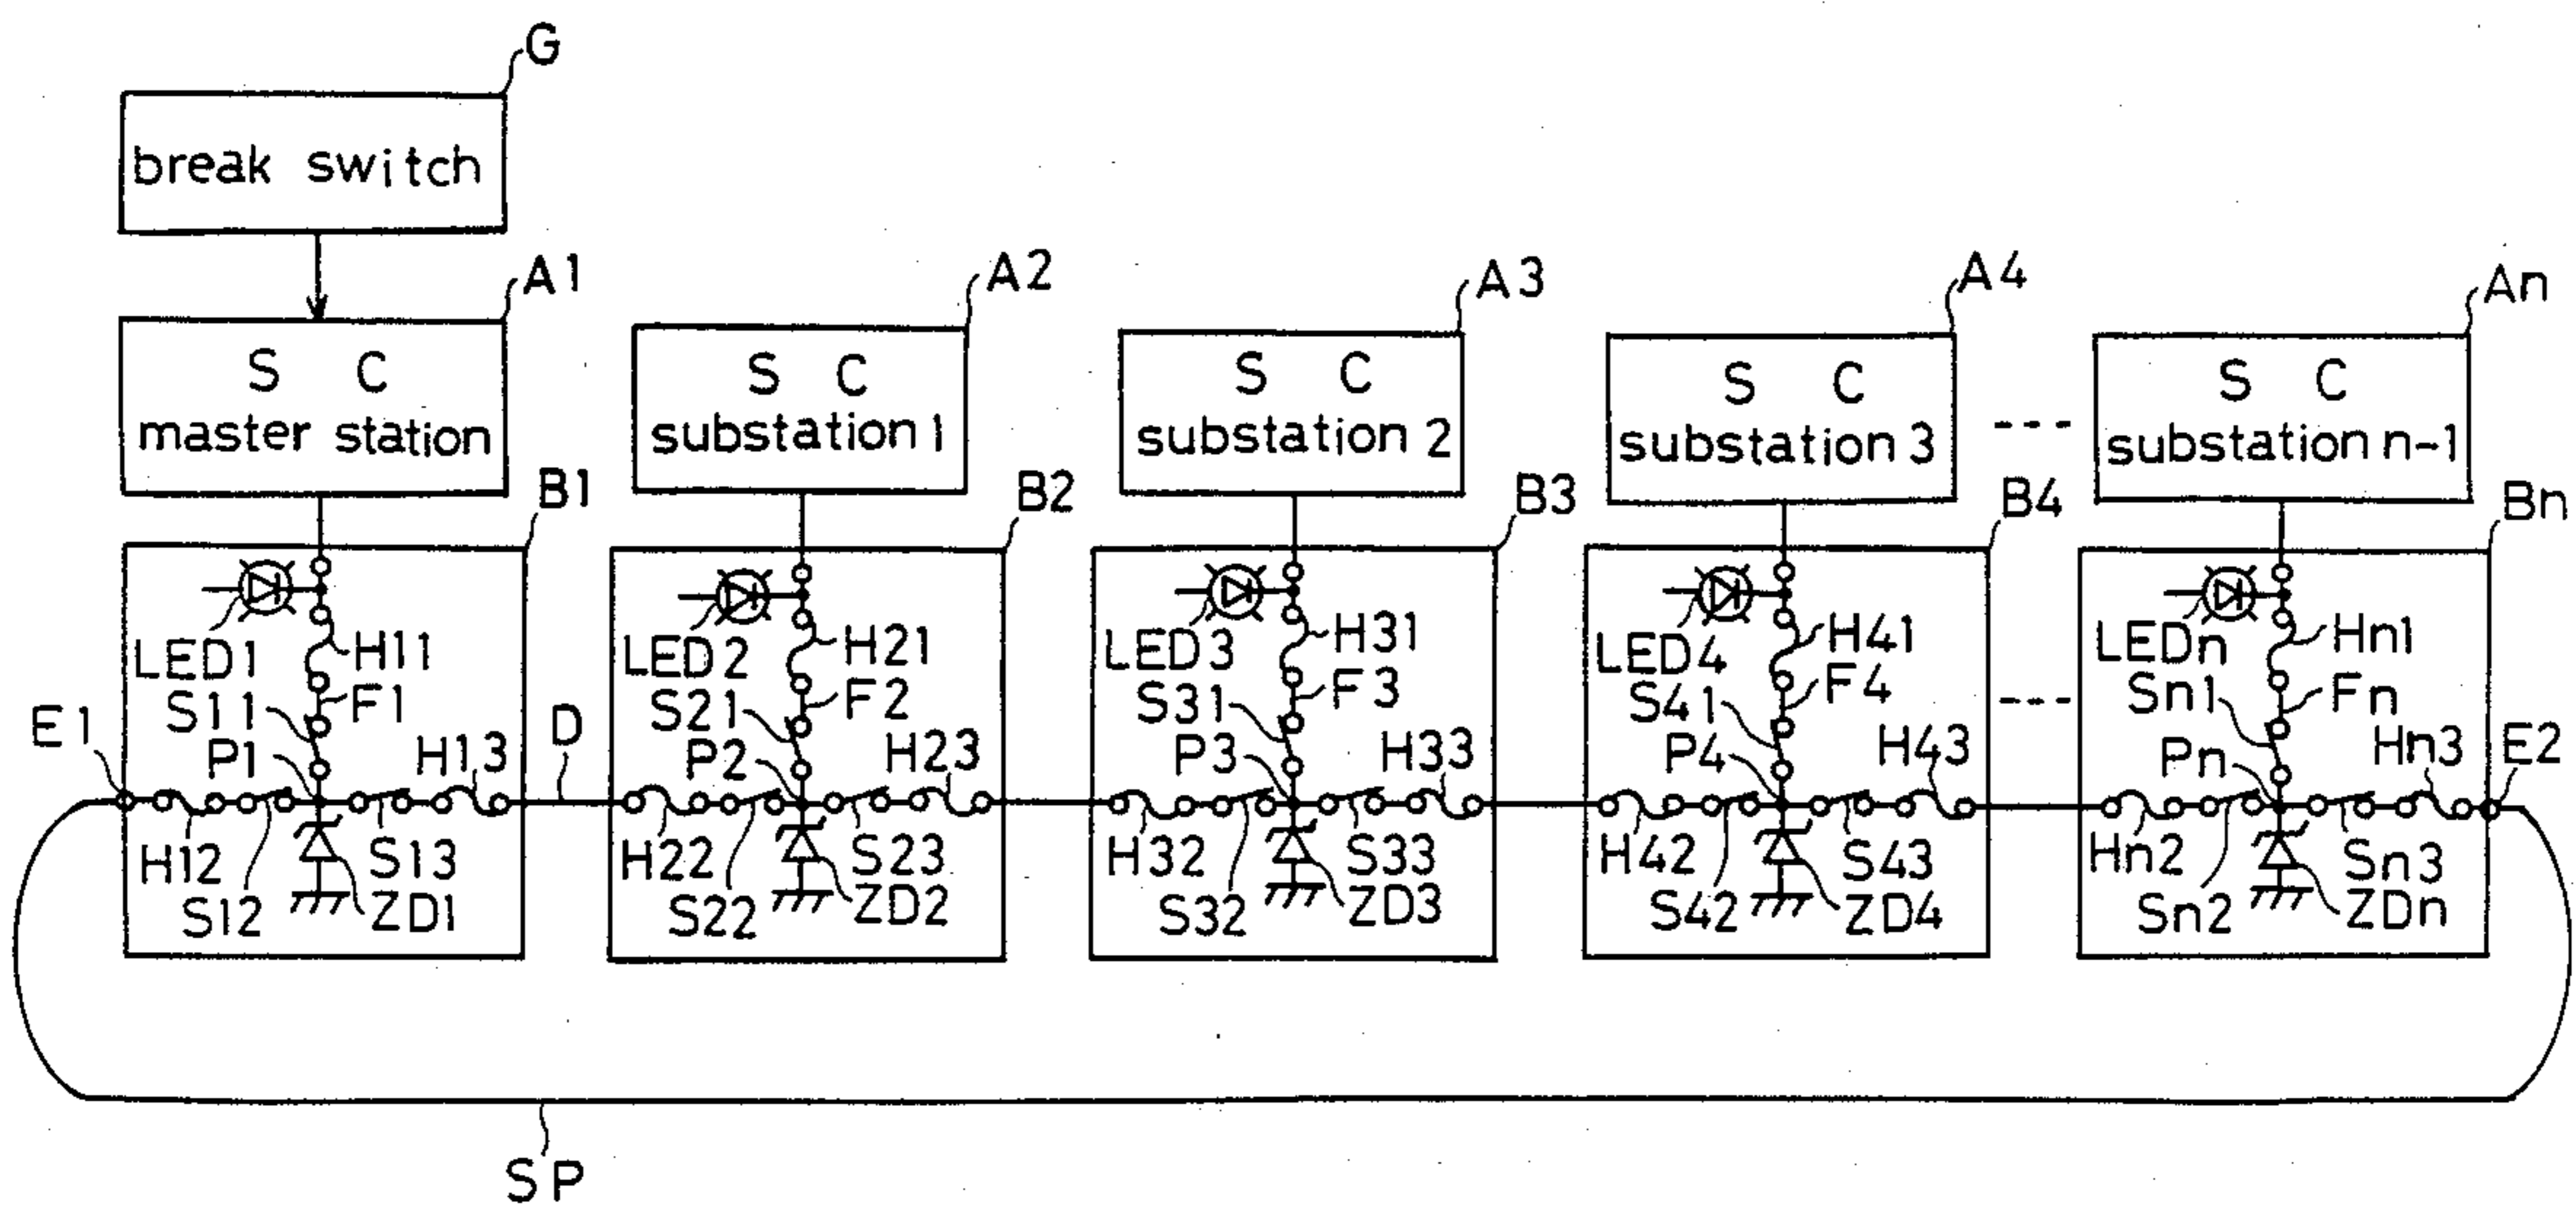 G
break switch
A1
A2
A3
A4
An
S C
master station
S C
substation 1
S C
substation 2
S C
substation 3
----
S C
substation n-1
B1
B2
B3
B4
Bn
LED1
H11
LED2
H21
LED3
H31
LED4
H41
LEDn
Hn1
S11
F1
S21
F2
S31
F3
S41
F4
---
Sn1
Fn
E1
P1
H13
D
P2
H23
P3
H33
P4
H43
Pn
Hn3
E2
H12
S13
H22
S23
H32
S33
H42
S43
Hn2
Sn3
S12
ZD1
S22
ZD2
S32
ZD3
S42
ZD4
Sn2
ZDn
SP